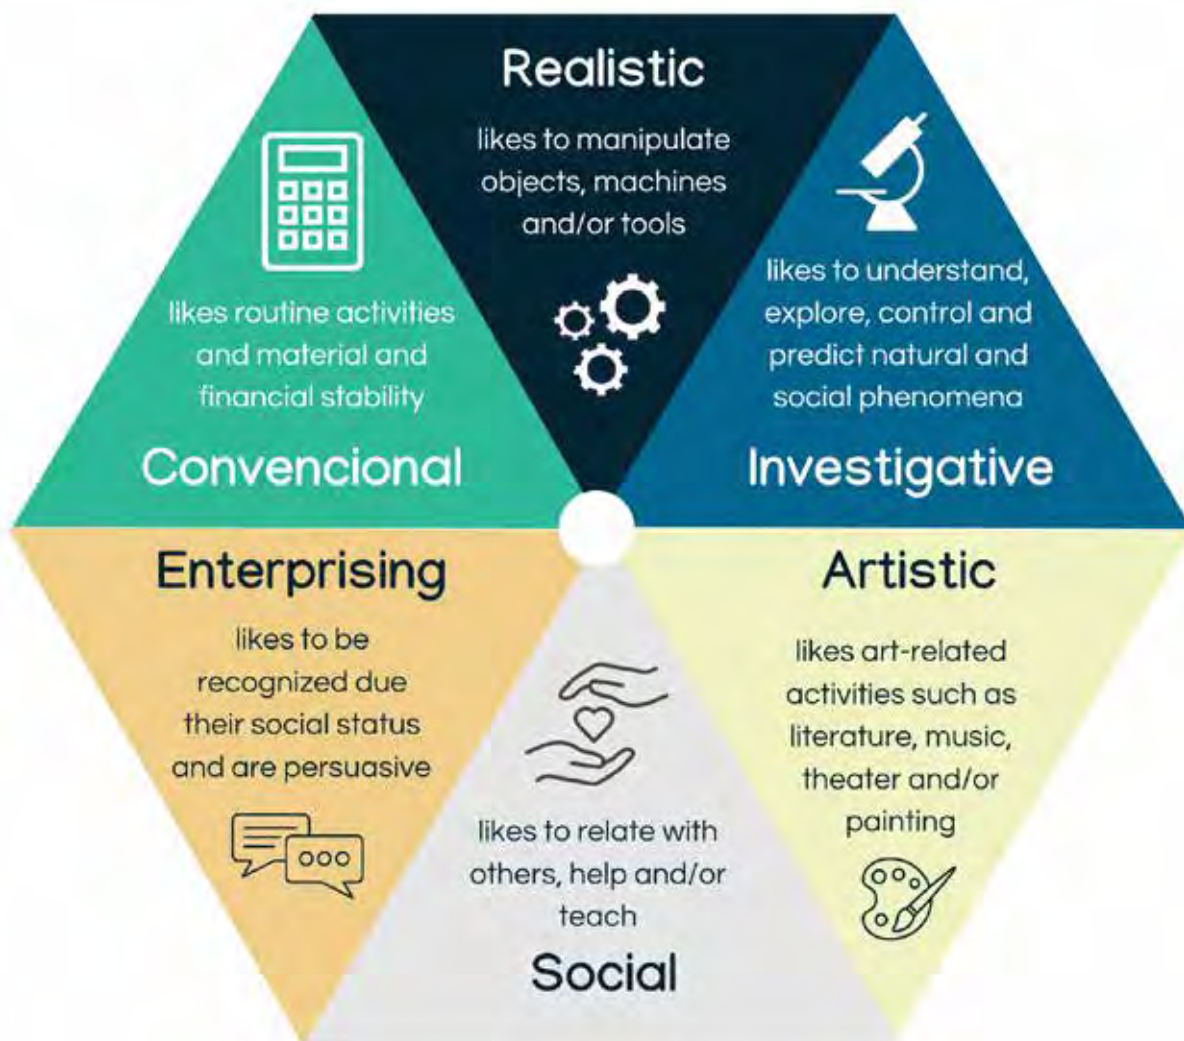 Realistic
likes to manipulate
objects, machines
and/or tools
likes to understand,
explore, control and
predict natural and
social phenomena
Investigative
Artistic
likes art-related
activities such as
literature, music,
theater and/or
painting
likes to relate with
others, help and/or
teach
Social
Enterprising
likes to be
recognized due
their social status
and are persuasive
likes routine activities
and material and
financial stability
Convencional